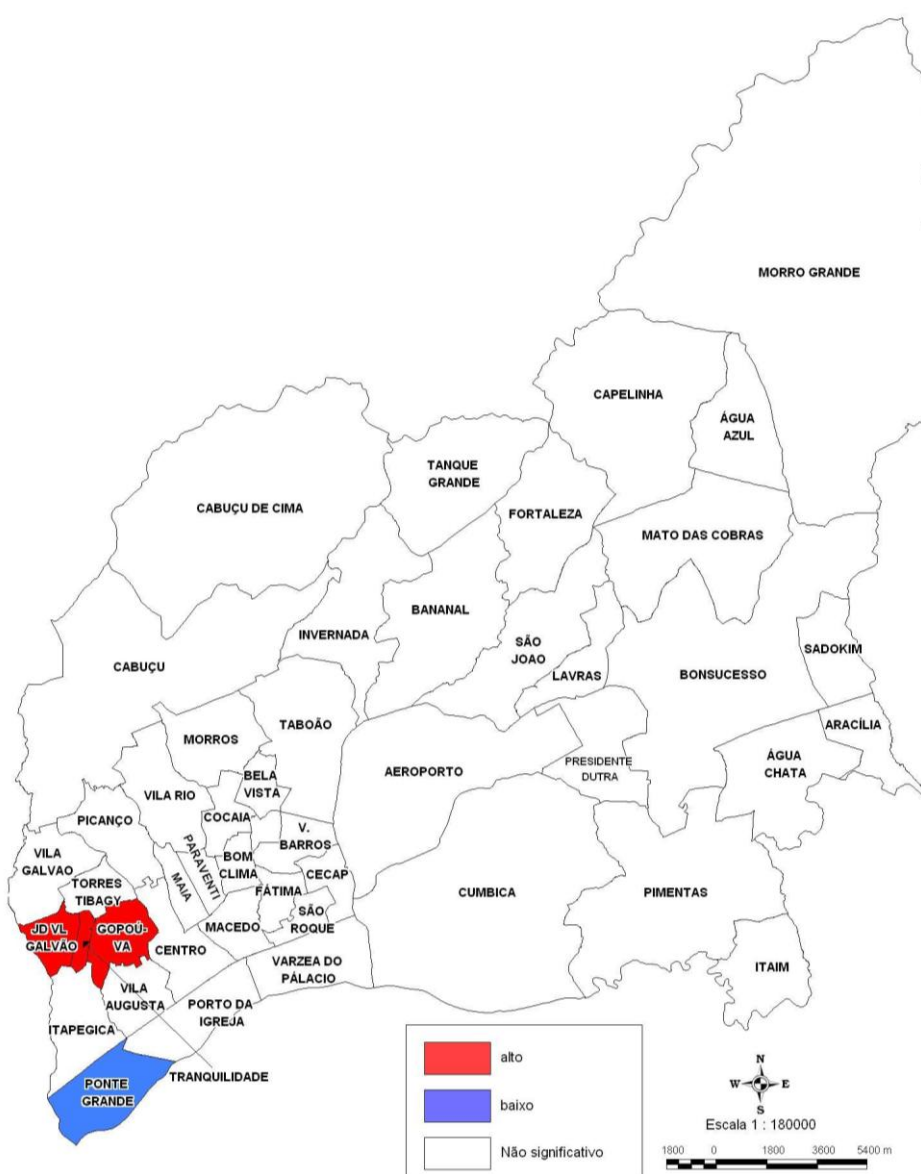 MORRO GRANDE
CAPELINHA
ÁGUA
AZUL
TANQUE
GRANDE
CABUÇU DE CIMA
FORTALEZA
MATO DAS COBRAS
BANANAL
INVERNADA
SÃO
JOAO
SADOKIM
CABUÇU
LAVRAS
BONSUCESSO
TABOÃO
ARACÍLIA
MORROS
ÁGUA
CHATA
PRESIDENTE
DUTRA
AEROPORTO
BELA
VISTA
VILA RIO
COCAIA
PICANÇO
V.
BARROS
PARAVENTI
VILA
GALVAO
BOM
CLIMA
CECAP
MAIA
TORRES
TIBAGY
FÁTIMA
CUMBICA
PIMENTAS
SÃO
ROQUE
JD VL
GALVÃO
GOPOÚ-
VA
MACEDO
CENTRO
VARZEA DO
PÁLACIO
ITAIM
VILA
AUGUSTA
PORTO DA
IGREJA
ITAPEGICA
TRANQUILIDADE
PONTE
GRANDE
alto
baixo
Não significativo
N
W E
S
Escala 1 : 180000
1800 0 1800 3600 5400 m